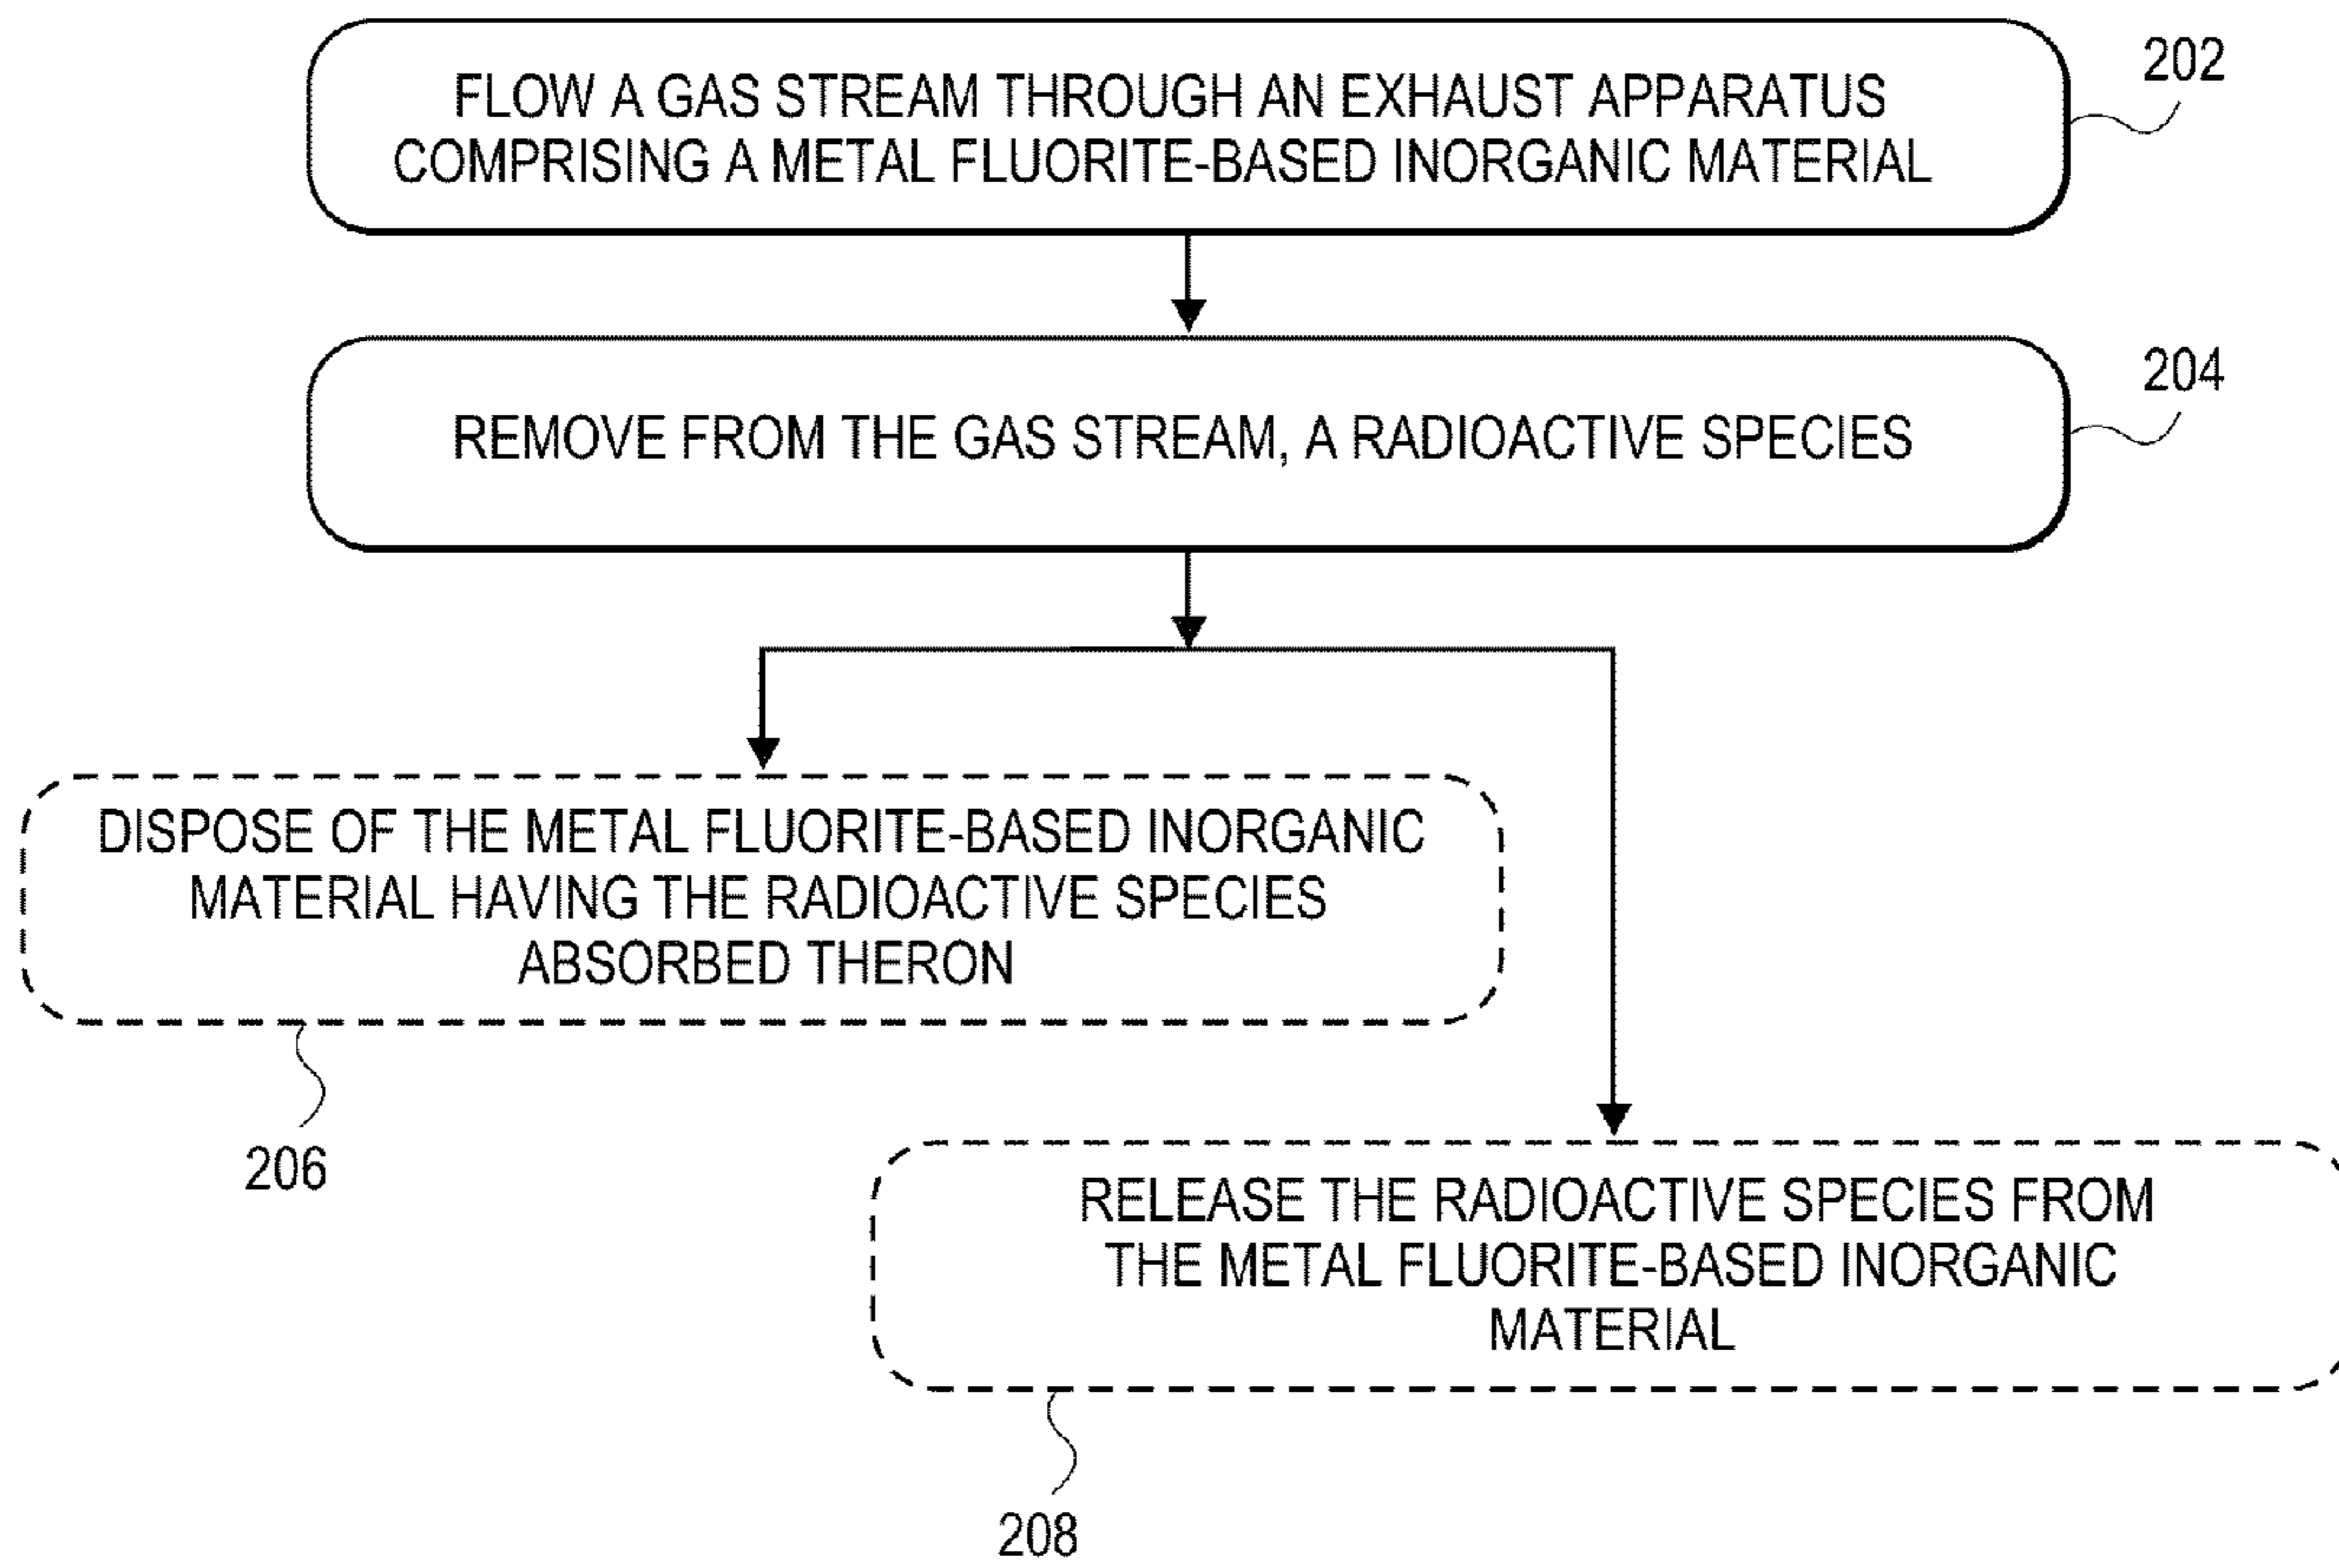 FLOW A GAS STREAM THROUGH AN EXHAUST APPARATUS
COMPRISING A METAL FLUORITE-BASED INORGANIC MATERIAL
202
REMOVE FROM THE GAS STREAM, A RADIOACTIVE SPECIES
204
DISPOSE OF THE METAL FLUORITE-BASED INORGANIC
MATERIAL HAVING THE RADIOACTIVE SPECIES
ABSORBED THERON
206
RELEASE THE RADIOACTIVE SPECIES FROM
THE METAL FLUORITE-BASED INORGANIC
MATERIAL
208